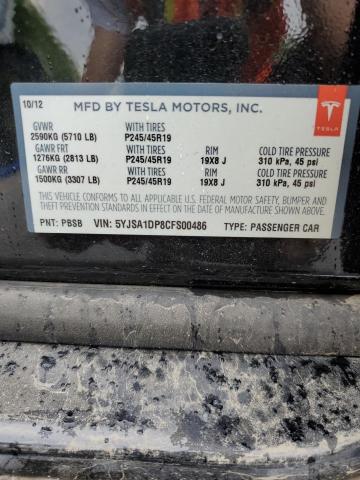 10/12
MFD BY TESLA MOTORS, INC.
TESLA
GVWR WITH TIRES
2590KG (5710 LB) P245/45R19
GAWR FRT WITH TIRES RIM COLD TIRE PRESSURE
1276KG (2813 LB) P245/45R19 19X8 J 310 kPa, 45 psi
GAWR RR WITH TIRES RIM COLD TIRE PRESSURE
1500KG (3307 LB) P245/45R19 19X8 J 310 kPa, 45 psi
THIS VEHICLE CONFORMS TO ALL APPLICABLE U.S. FEDERAL MOTOR VEHICLE SAFETY, BUMPER AND
THEFT PREVENTION STANDARDS IN EFFECT ON THE DATE OF MANUFACTURE SHOWN ABOVE.
PNT: PBSB VIN: 5YJSA1DP8CFS00486 TYPE: PASSENGER CAR